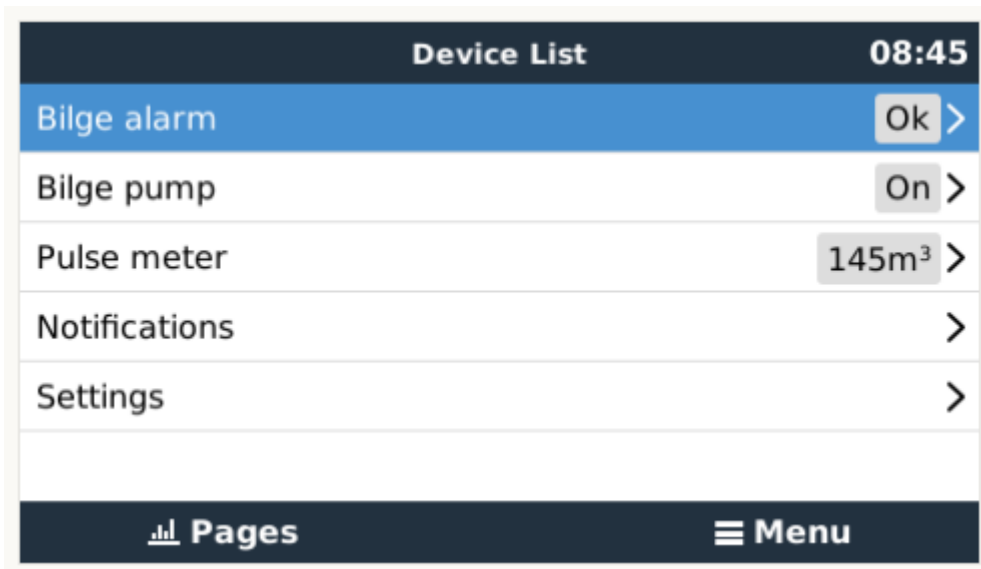 Device List 08:45
Bilge alarm Ok
Bilge pump On
Pulse meter 145m³
Notifications
Settings
Pages Menu